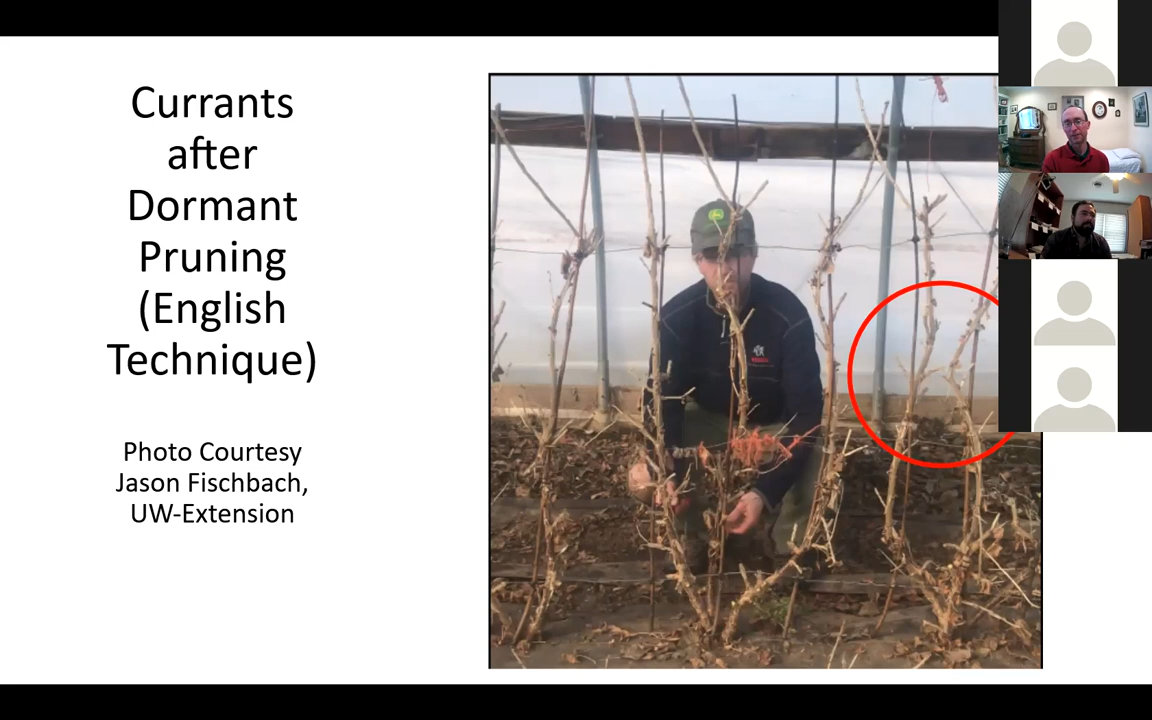 Currants
after
Dormant
Pruning
(English
Technique)
Photo Courtesy
Jason Fischbach,
UW-Extension